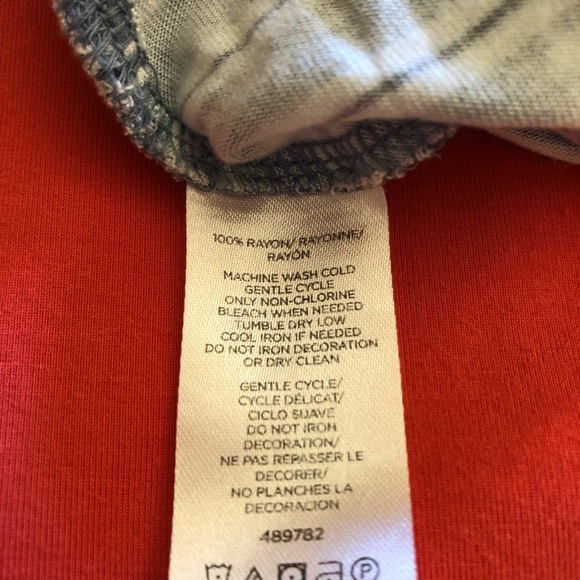 100% RAYON/ RAYONNE/
RAYÓN
MACHINE WASH COLD
GENTLE CYCLE
ONLY NON-CHLORINE
BLEACH WHEN NEEDED
TUMBLE DRY LOW
COOL IRON IF NEEDED
DO NOT IRON DECORATION
OR DRY CLEAN
GENTLE CYCLE/
CYCLE DÉLICAT/
CICLO SUAVE
DO NOT IRON
DECORATION/
NE PAS REPASSER LE
DECORER/
NO PLANCHES LA
DECORACION
489782
P